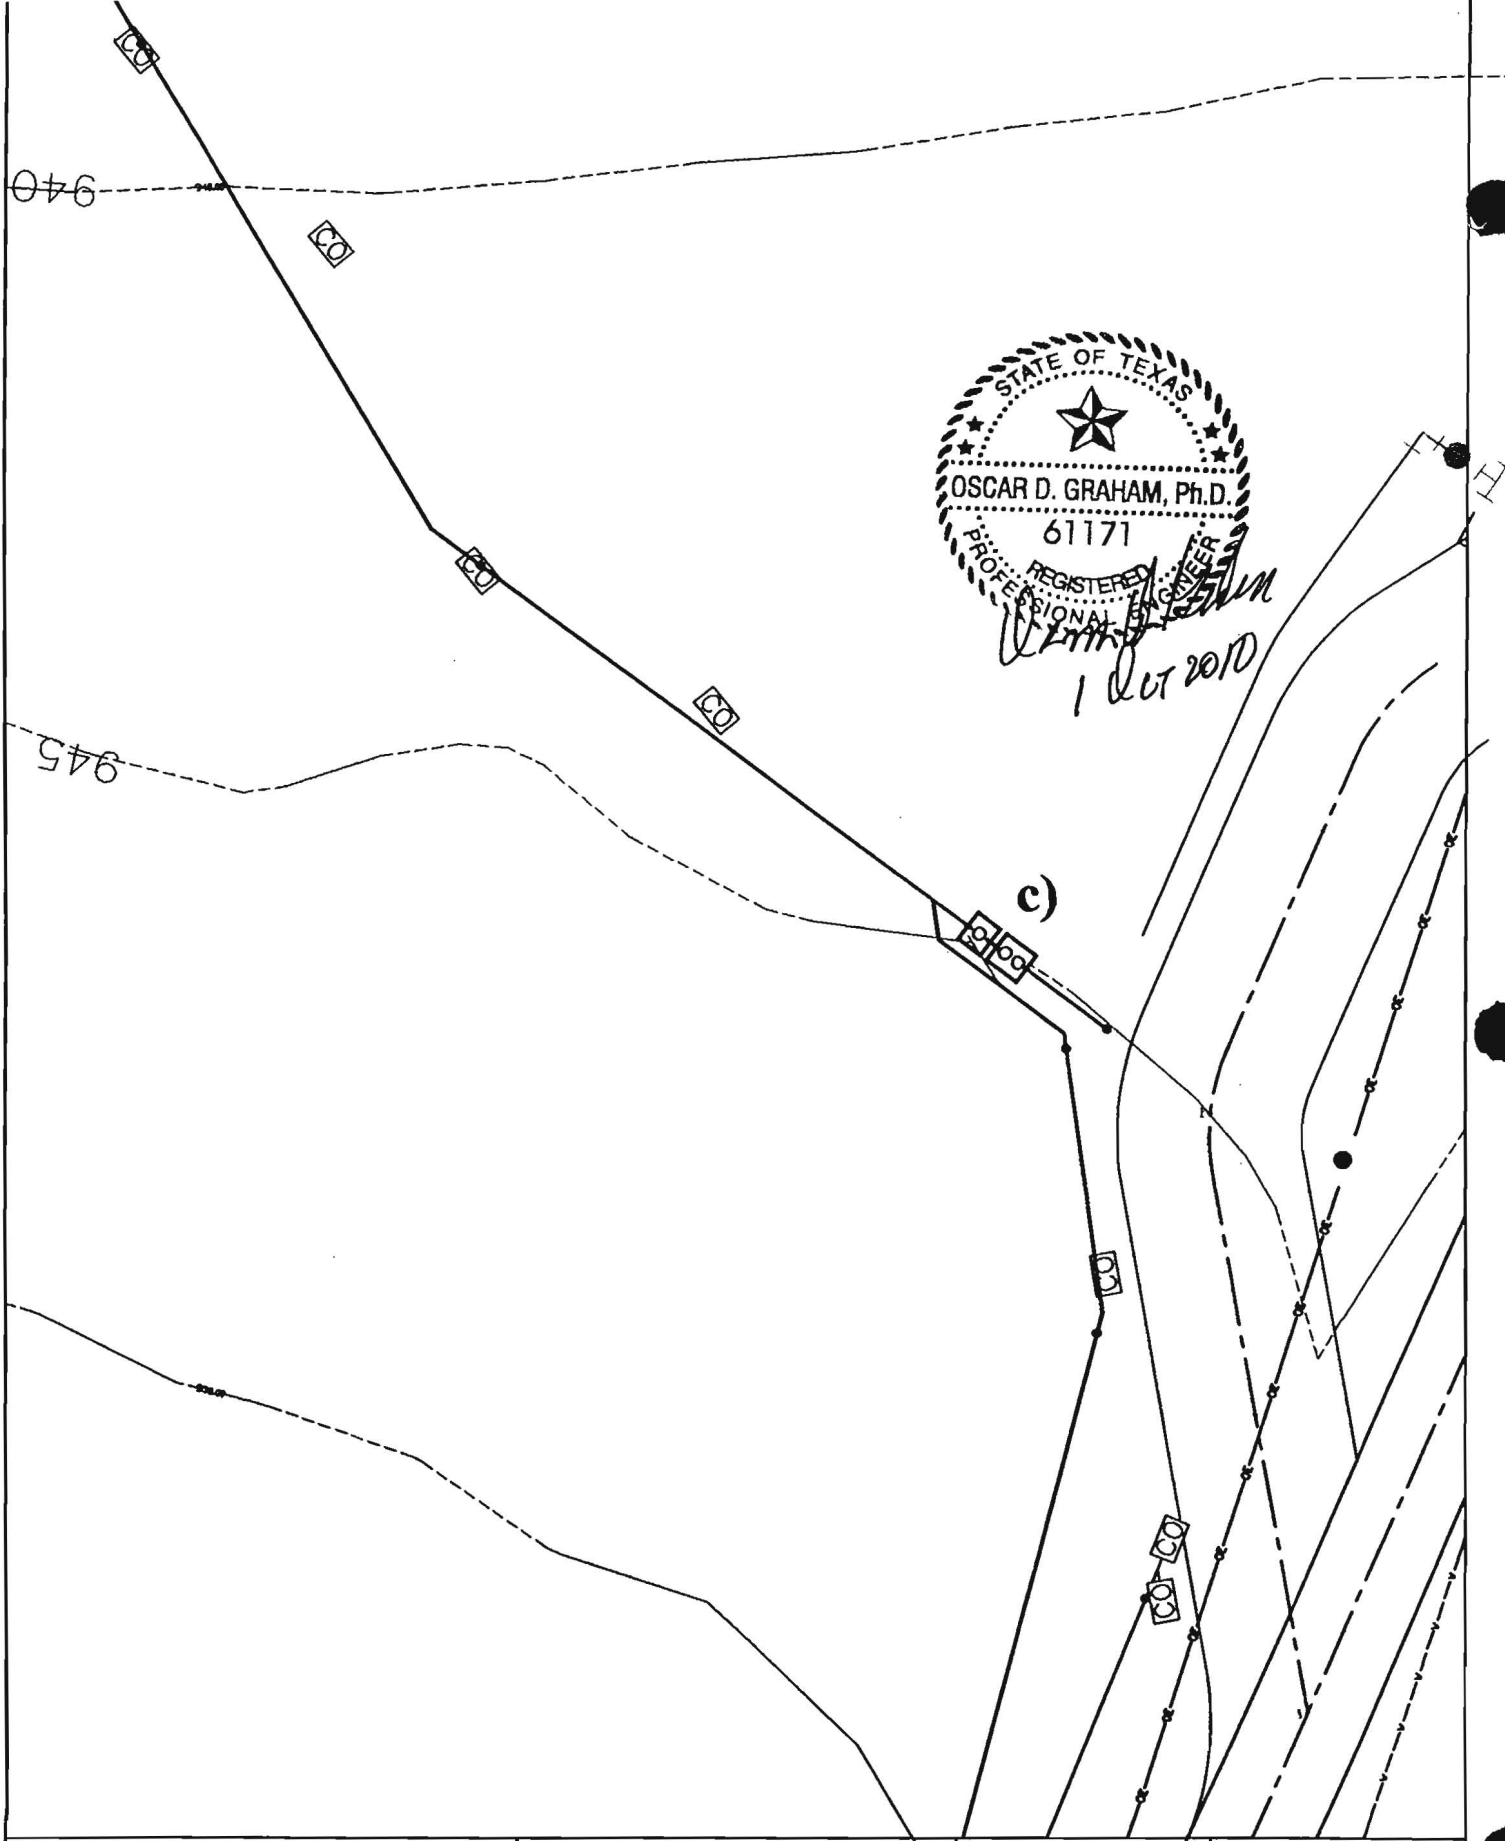 CO
940
CO
STATE OF TEXAS
OSCAR D. GRAHAM, Ph.D.
61171
REGISTERED
PROFESSIONAL ENGINEER
1 Oct 2010
CO
CO
945
c)
CO
CO
CO